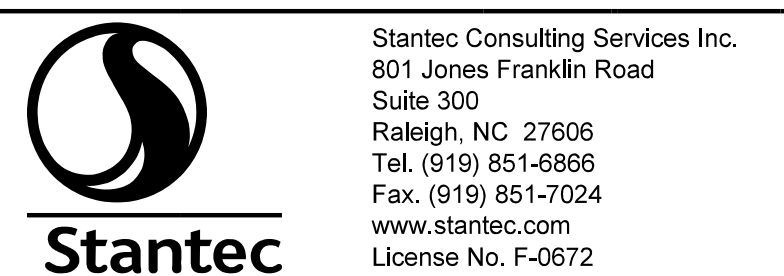 Stantec
Stantec Consulting Services Inc.
801 Jones Franklin Road
Suite 300
Raleigh, NC  27606
Tel. (919) 851-6866
Fax. (919) 851-7024
www.stantec.com
License No. F-0672